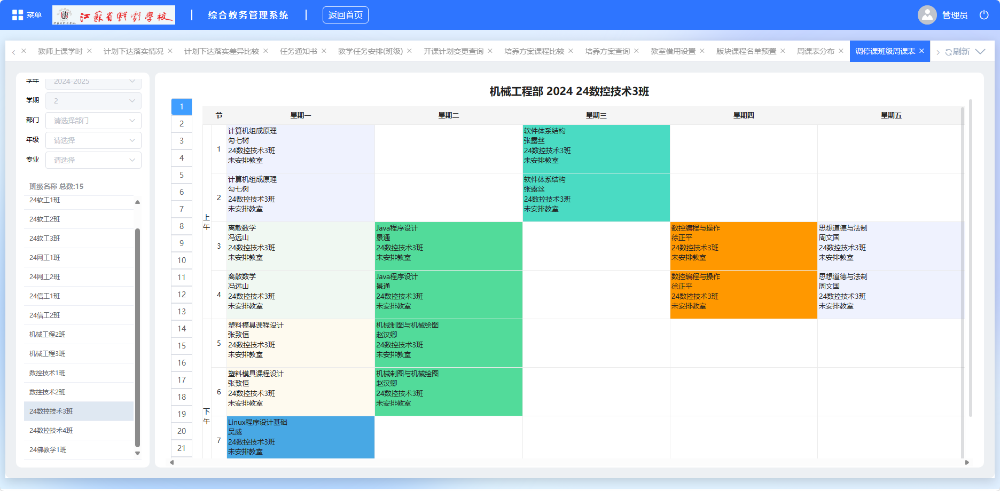 菜单
江苏省戏剧学校
综合教务管理系统
返回首页
管理员
教师上课学时
计划下达落实情况
计划下达落实差异比较
任务通知书
教学任务安排(班级)
开课计划变更查询
培养方案课程比较
培养方案查询
教室借用设置
版块课程名单预置
周课表分布
调停课班级周课表
刷新
学年 2024-2025
学期 2
部门 请选择部门
年级 请选择
专业 请选择
班级名称 总数:15
24软工1班
24软工2班
24软工3班
24网工1班
24网工2班
24信工1班
24信工2班
机械工程2班
机械工程3班
数控技术1班
数控技术2班
24数控技术3班
24数控技术4班
24佛教学1班
1
2
3
4
5
6
7
8
9
10
11
12
13
14
15
16
17
18
19
20
21
机械工程部 2024 24数控技术3班
节 星期一 星期二 星期三 星期四 星期五
上午
1
计算机组成原理
勾七树
24数控技术3班
未安排教室
软件体系结构
张露丝
24数控技术3班
未安排教室
2
计算机组成原理
勾七树
24数控技术3班
未安排教室
软件体系结构
张露丝
24数控技术3班
未安排教室
3
离散数学
冯远山
24数控技术3班
未安排教室
Java程序设计
景通
24数控技术3班
未安排教室
数控编程与操作
徐正平
24数控技术3班
未安排教室
思想道德与法制
周文国
24数控技术3班
未安排教室
4
离散数学
冯远山
24数控技术3班
未安排教室
Java程序设计
景通
24数控技术3班
未安排教室
数控编程与操作
徐正平
24数控技术3班
未安排教室
思想道德与法制
周文国
24数控技术3班
未安排教室
下午
5
塑料模具课程设计
张致恒
24数控技术3班
未安排教室
机械制图与机械绘图
赵汉卿
24数控技术3班
未安排教室
6
塑料模具课程设计
张致恒
24数控技术3班
未安排教室
机械制图与机械绘图
赵汉卿
24数控技术3班
未安排教室
7
Linux程序设计基础
吴威
24数控技术3班
未安排教室